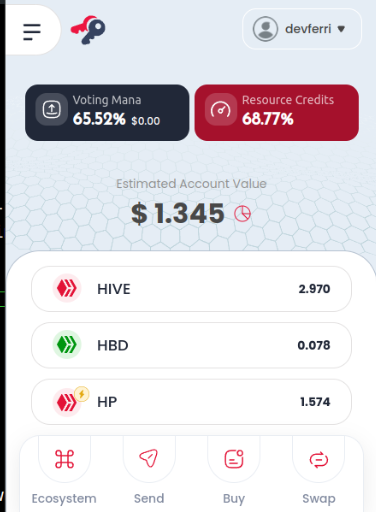 devferri
Voting Mana
65.52% $0.00
Resource Credits
68.77%
Estimated Account Value
$ 1.345
HIVE 2.970
HBD 0.078
HP 1.574
Ecosystem Send Buy Swap